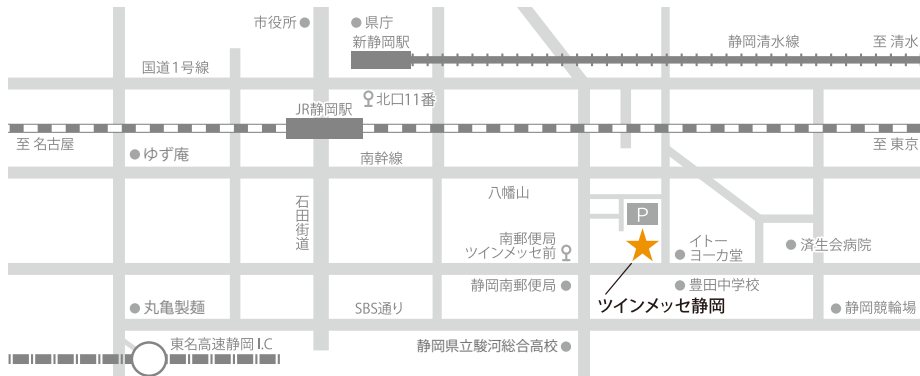 市役所
県庁
新静岡駅
静岡清水線
至 清水
国道1号線
北口11番
JR静岡駅
至 名古屋
ゆず庵
南幹線
至 東京
八幡山
石田街道
P
南郵便局
ツインメッセ前
イトー
ヨーカ堂
済生会病院
静岡南郵便局
豊田中学校
ツインメッセ静岡
丸亀製麺
SBS通り
静岡競輪場
東名高速静岡 I.C
静岡県立駿河総合高校